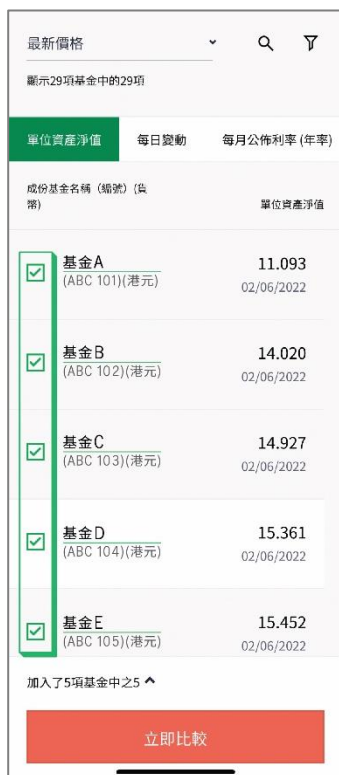 最新價格
顯示29項基金中的29項
單位資產淨值 每日變動 每月公佈利率 (年率)
成份基金名稱（編號）(貨
幣)
單位資產淨值
基金A 11.093
(ABC 101)(港元) 02/06/2022
基金B 14.020
(ABC 102)(港元) 02/06/2022
基金C 14.927
(ABC 103)(港元) 02/06/2022
基金D 15.361
(ABC 104)(港元) 02/06/2022
基金E 15.452
(ABC 105)(港元) 02/06/2022
加入了5項基金中之5
立即比較